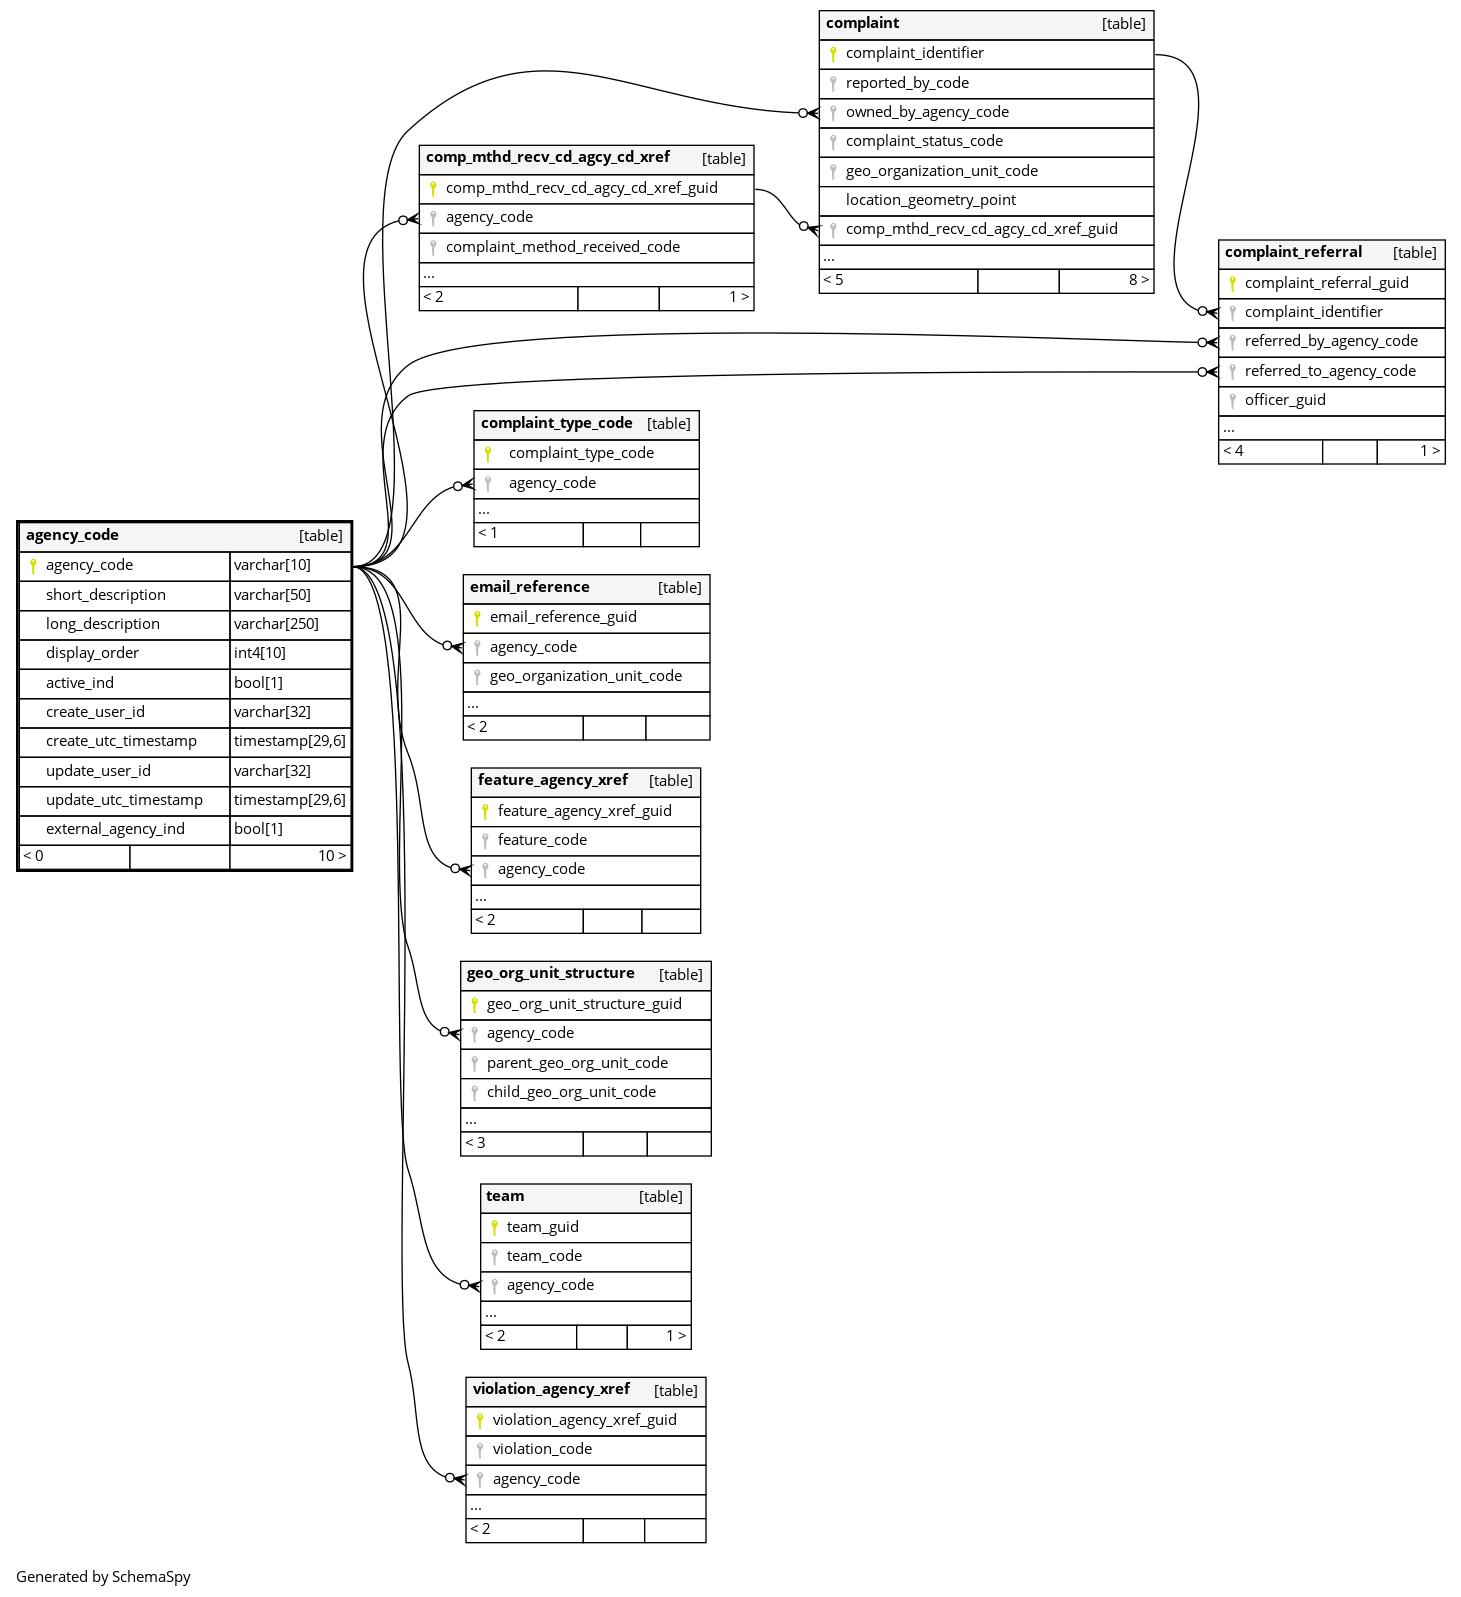 complaint [table]
complaint_identifier
reported_by_code
owned_by_agency_code
complaint_status_code
geo_organization_unit_code
location_geometry_point
comp_mthd_recv_cd_agcy_cd_xref_guid
...
< 5 8 >
comp_mthd_recv_cd_agcy_cd_xref [table]
comp_mthd_recv_cd_agcy_cd_xref_guid
agency_code
complaint_method_received_code
...
< 2 1 >
complaint_referral [table]
complaint_referral_guid
complaint_identifier
referred_by_agency_code
referred_to_agency_code
officer_guid
...
< 4 1 >
complaint_type_code [table]
complaint_type_code
agency_code
...
< 1
agency_code [table]
agency_code varchar[10]
short_description varchar[50]
long_description varchar[250]
display_order int4[10]
active_ind bool[1]
create_user_id varchar[32]
create_utc_timestamp timestamp[29,6]
update_user_id varchar[32]
update_utc_timestamp timestamp[29,6]
external_agency_ind bool[1]
< 0 10 >
email_reference [table]
email_reference_guid
agency_code
geo_organization_unit_code
...
< 2
feature_agency_xref [table]
feature_agency_xref_guid
feature_code
agency_code
...
< 2
geo_org_unit_structure [table]
geo_org_unit_structure_guid
agency_code
parent_geo_org_unit_code
child_geo_org_unit_code
...
< 3
team [table]
team_guid
team_code
agency_code
...
< 2 1 >
violation_agency_xref [table]
violation_agency_xref_guid
violation_code
agency_code
...
< 2
Generated by SchemaSpy